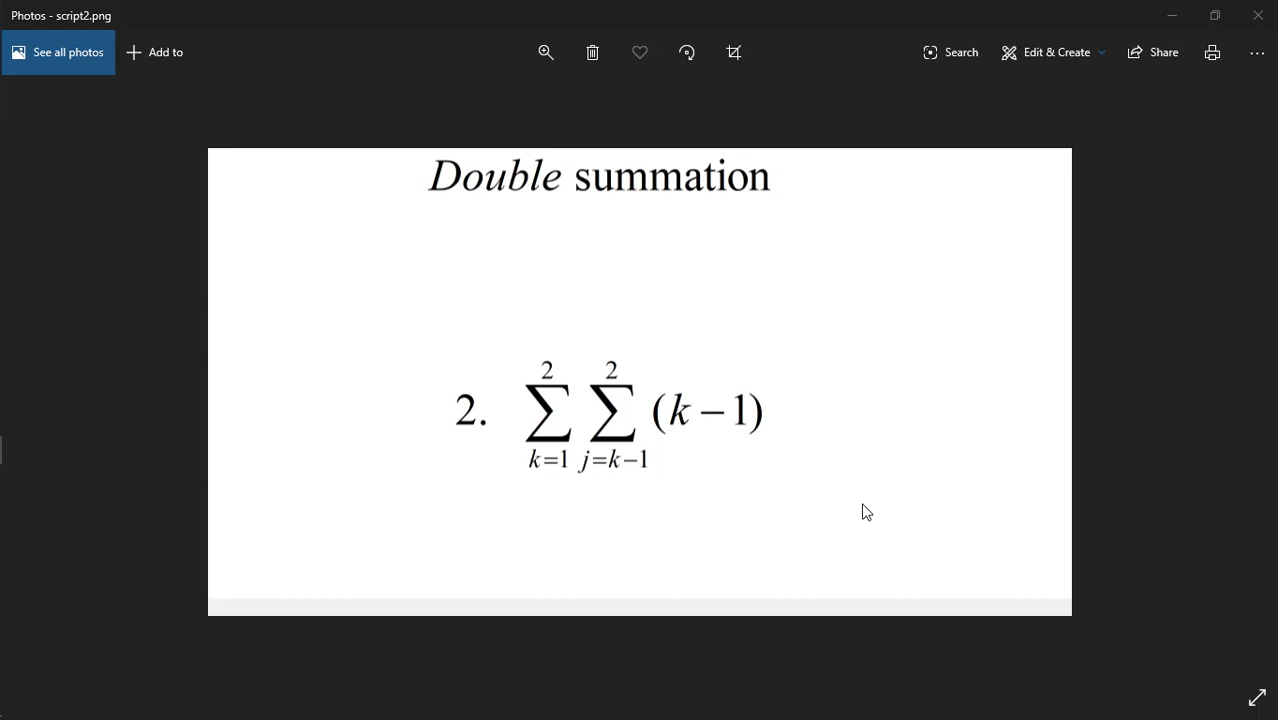 Photos - script2.png
See all photos Add to Search Edit & Create Share
Double summation
2 2
2. ∑ ∑ (k – 1)
k=1 j=k–1